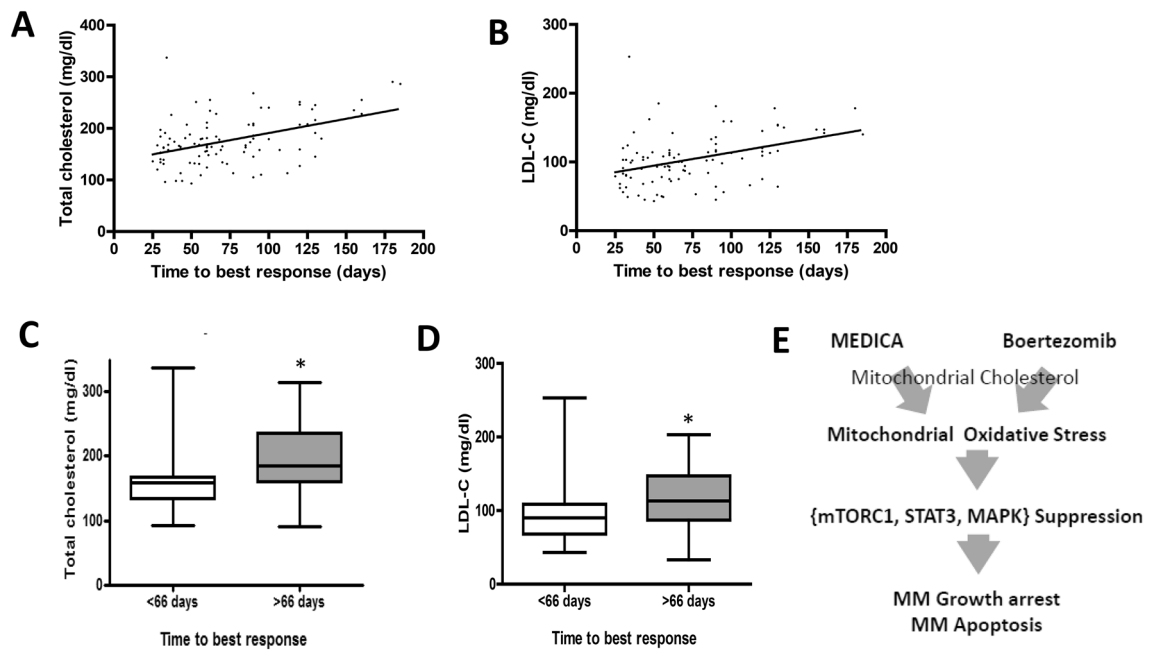 A
400
300
200
100
0
Total cholesterol (mg/dl)
0 25 50 75 100 125 150 175 200
Time to best response (days)
B
300
200
100
0
LDL-C (mg/dl)
0 25 50 75 100 125 150 175 200
Time to best response (days)
C
300
200
100
0
Total cholesterol (mg/dl)
*
<66 days >66 days
Time to best response
D
300
200
100
0
LDL-C (mg/dl)
*
<66 days >66 days
Time to best response
E
MEDICA Boertezomib
Mitochondrial Cholesterol
Mitochondrial Oxidative Stress
{mTORC1, STAT3, MAPK} Suppression
MM Growth arrest
MM Apoptosis